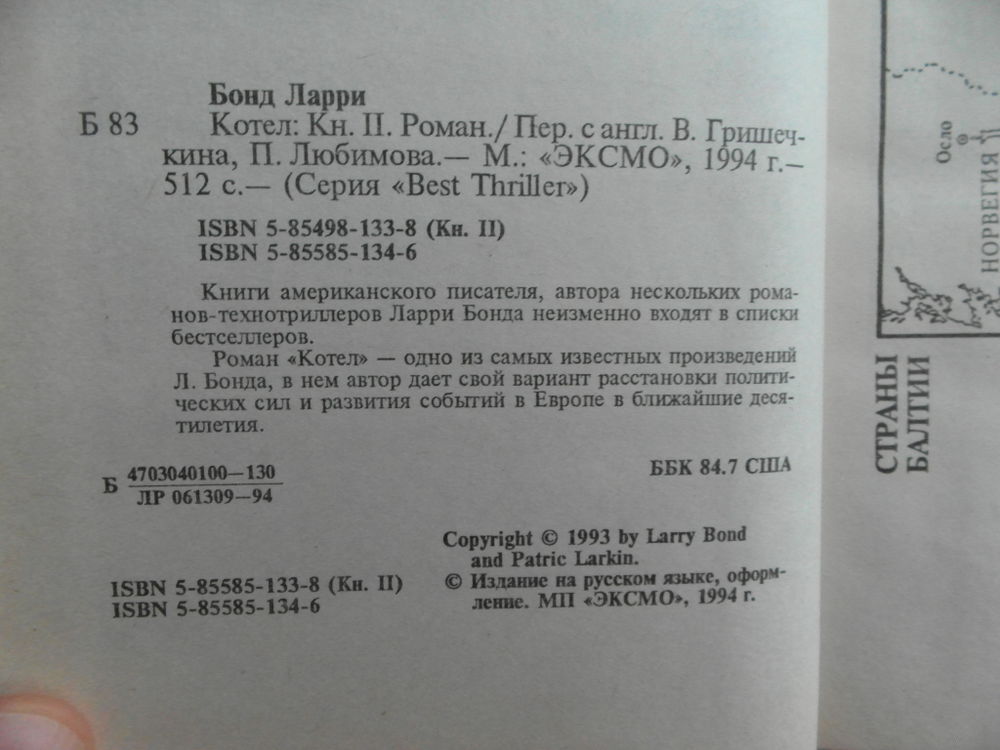 Бонд Ларри
Б 83 Котел: Кн. II. Роман./ Пер. с англ. В. Гришеч-
кина, П. Любимова.— М.: «ЭКСМО», 1994 г.—
512 с.— (Серия «Best Thriller»)
ISBN 5-85498-133-8 (Кн. II)
ISBN 5-85585-134-6
Книги американского писателя, автора нескольких рома-
нов-технотриллеров Ларри Бонда неизменно входят в списки
бестселлеров.
Роман «Котел» — одно из самых известных произведений
Л. Бонда, в нем автор дает свой вариант расстановки полити-
ческих сил и развития событий в Европе в ближайшие деся-
тилетия.
Б 4703040100—130
ЛР 061309—94
ББК 84.7 США
Copyright © 1993 by Larry Bond
and Patric Larkin.
© Издание на русском языке, оформ-
ление. МП «ЭКСМО», 1994 г.
ISBN 5-85585-133-8 (Кн. II)
ISBN 5-85585-134-6
СТРАНЫ
БАЛТИИ
Осло
НОРВЕГИЯ